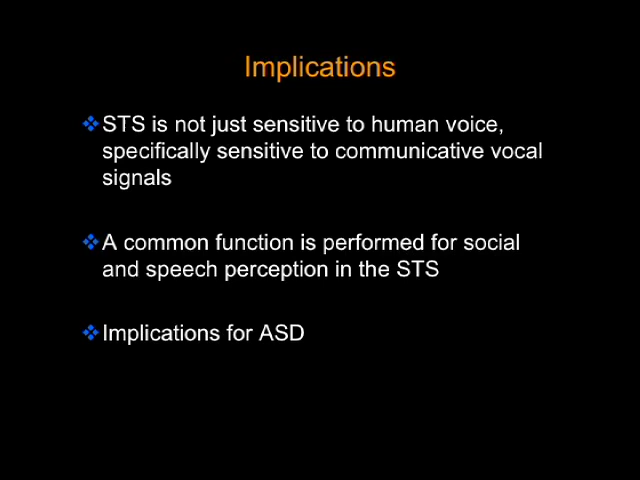 Implications
STS is not just sensitive to human voice,
specifically sensitive to communicative vocal
signals
A common function is performed for social
and speech perception in the STS
Implications for ASD